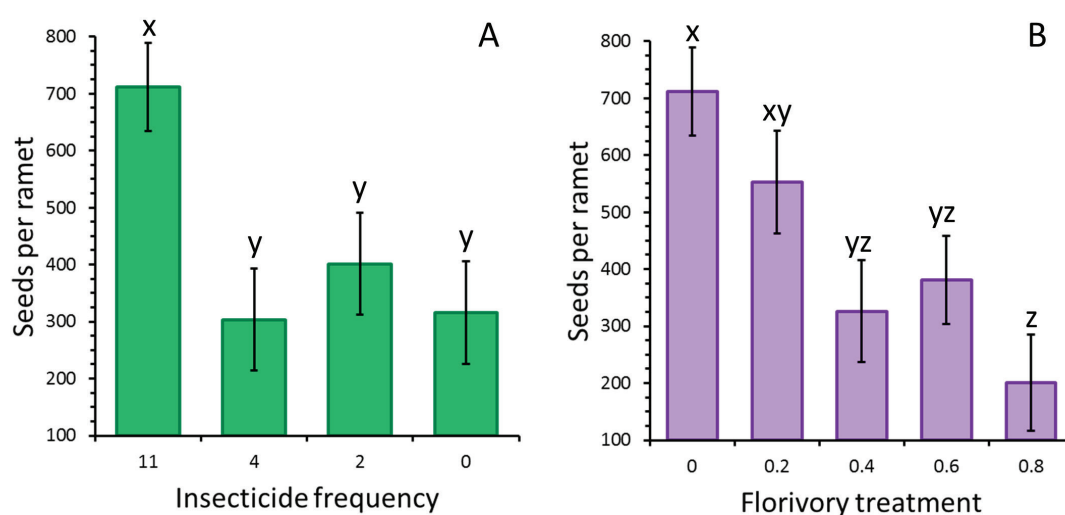 A
Seeds per ramet
800
700
600
500
400
300
200
100
x
y
y
y
11 4 2 0
Insecticide frequency
B
Seeds per ramet
800
700
600
500
400
300
200
100
x
xy
yz
yz
z
0 0.2 0.4 0.6 0.8
Florivory treatment